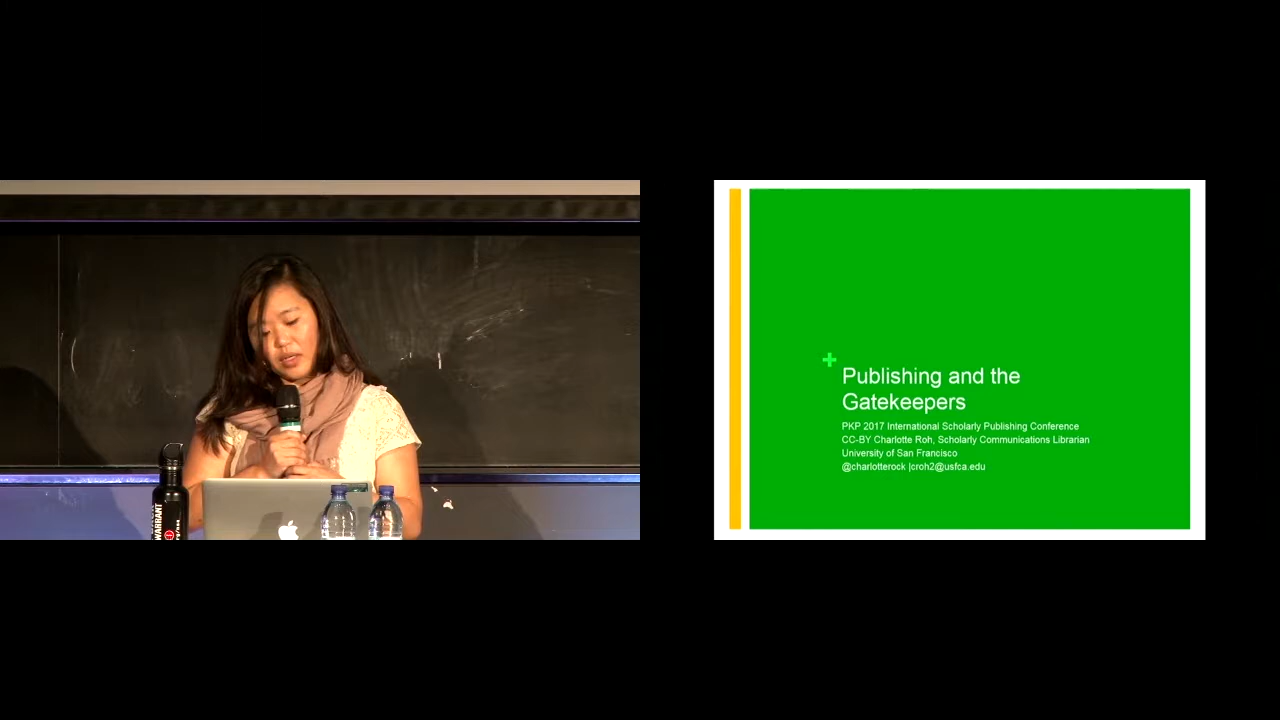 WARRANT
Publishing and the
Gatekeepers
PKP 2017 International Scholarly Publishing Conference
CC-BY Charlotte Roh, Scholarly Communications Librarian
University of San Francisco
@charlotterock |croh2@usfca.edu